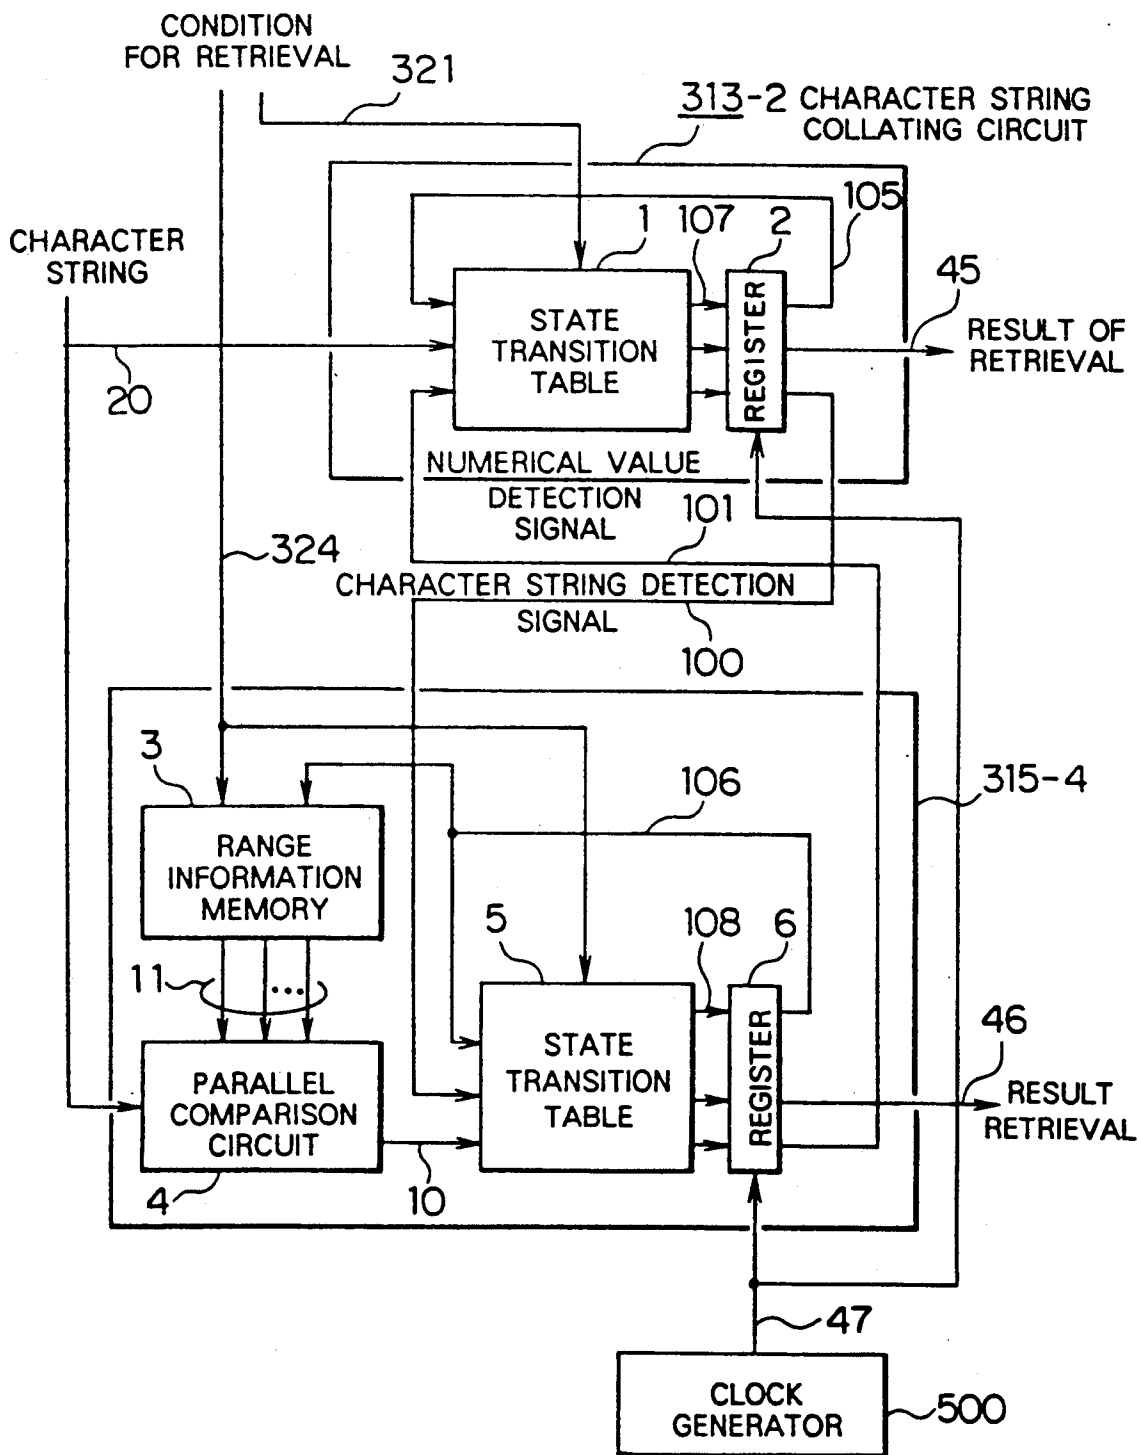 CONDITION
FOR RETRIEVAL
321
313-2 CHARACTER STRING
COLLATING CIRCUIT
105
CHARACTER
STRING
1
107
2
45
STATE
TRANSITION
TABLE
REGISTER
RESULT OF
RETRIEVAL
20
NUMERICAL VALUE
DETECTION
SIGNAL
101
324
CHARACTER STRING DETECTION
SIGNAL
100
3
106
315-4
RANGE
INFORMATION
MEMORY
5
108
6
11
...
46
STATE
TRANSITION
TABLE
REGISTER
PARALLEL
COMPARISON
CIRCUIT
RESULT
RETRIEVAL
4
10
47
CLOCK
GENERATOR
500